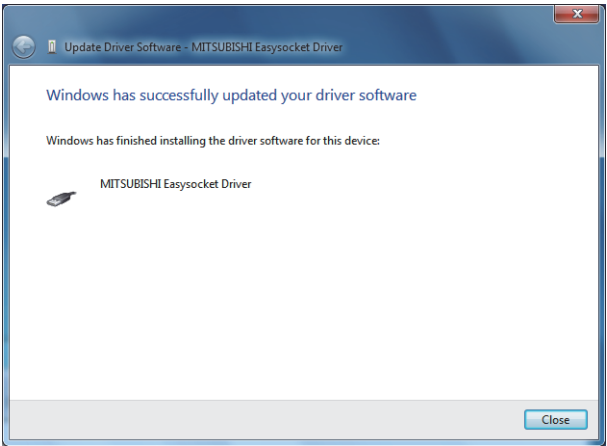 Update Driver Software - MITSUBISHI Easysocket Driver
Windows has successfully updated your driver software
Windows has finished installing the driver software for this device:
MITSUBISHI Easysocket Driver
Close